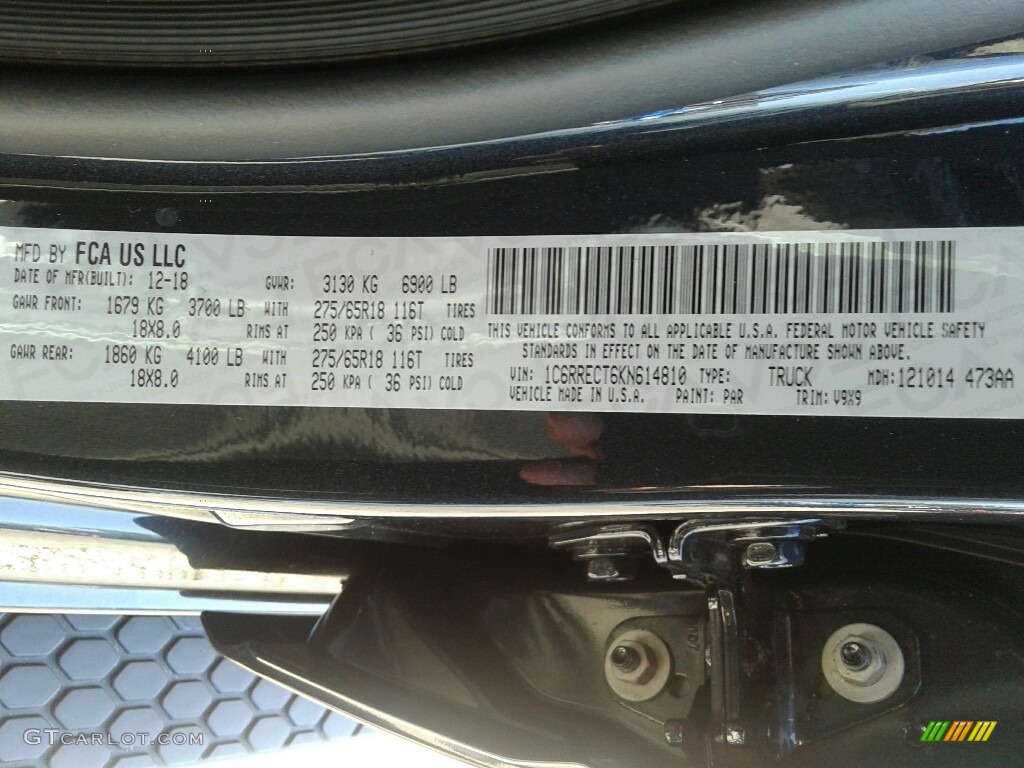 MFD BY FCA US LLC
DATE OF MFR(BUILT): 12-18 GVWR: 3130 KG 6900 LB
GAWR FRONT: 1679 KG 3700 LB WITH 275/65R18 116T TIRES
18X8.0 RIMS AT 250 KPA ( 36 PSI) COLD
GAWR REAR: 1860 KG 4100 LB WITH 275/65R18 116T TIRES
18X8.0 RIMS AT 250 KPA ( 36 PSI) COLD
THIS VEHICLE CONFORMS TO ALL APPLICABLE U.S.A. FEDERAL MOTOR VEHICLE SAFETY
STANDARDS IN EFFECT ON THE DATE OF MANUFACTURE SHOWN ABOVE.
VIN: 1C6RRECT6KN614810 TYPE: TRUCK MDH:121014 473AA
VEHICLE MADE IN U.S.A. PAINT: PAR TRIM: V9X9
GTCARLOT.COM